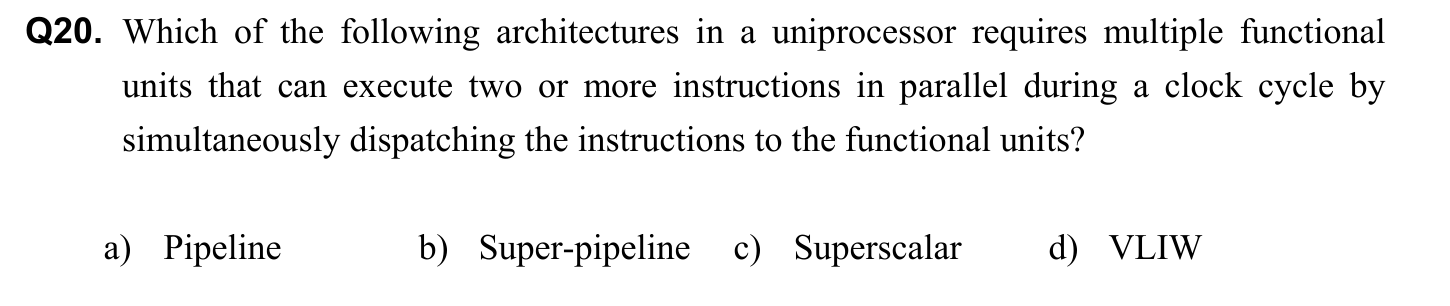 Q20. Which of the following architectures in a uniprocessor requires multiple functional
units that can execute two or more instructions in parallel during a clock cycle by
simultaneously dispatching the instructions to the functional units?
a) Pipeline b) Super-pipeline c) Superscalar d) VLIW